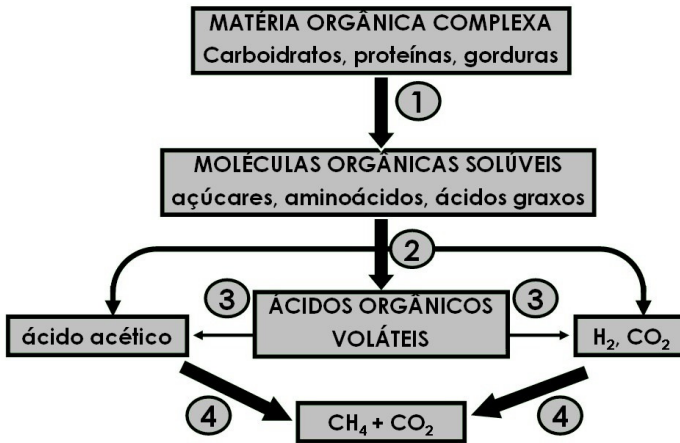 MATÉRIA ORGÂNICA COMPLEXA
Carboidratos, proteínas, gorduras
1
MOLÉCULAS ORGÂNICAS SOLÚVEIS
açúcares, aminoácidos, ácidos graxos
2
3
3
ÁCIDOS ORGÂNICOS
VOLÁTEIS
ácido acético
H₂, CO₂
4
4
CH₄ + CO₂